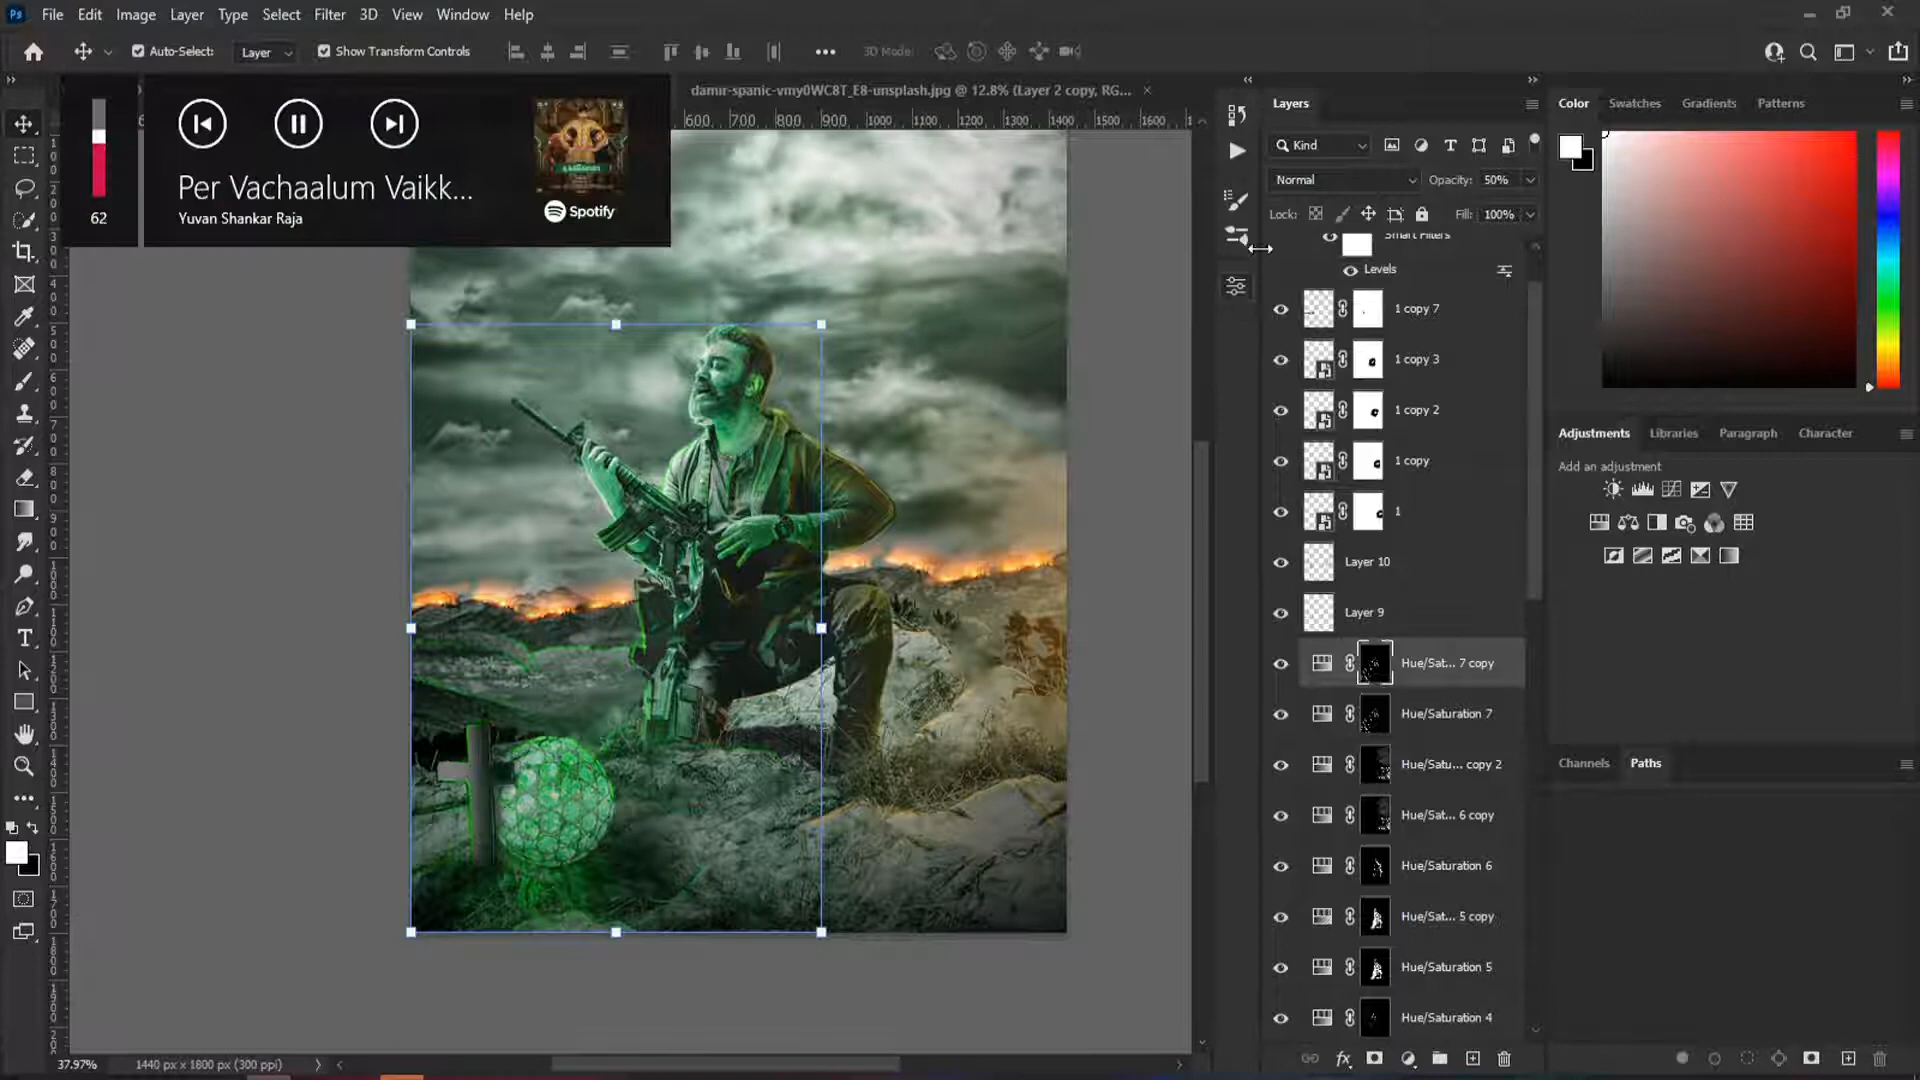 Ps File Edit Image Layer Type Select Filter 3D View Window Help
Auto-Select: Layer Show Transform Controls 3D Mode:
damır-spanic-vmy0WC8T_E8-unsplash.jpg @ 12.8% (Layer 2 copy, RG...
600 700 800 900 1000 1100 1200 1300 1400 1500 1600
62
Per Vachaalum Vaikk...
Yuvan Shankar Raja
Spotify
Layers
Kind
Normal Opacity: 50%
Lock: Fill: 100%
Smart Filters
Levels
1 copy 7
1 copy 3
1 copy 2
1 copy
1
Layer 10
Layer 9
Hue/Sat... 7 copy
Hue/Saturation 7
Hue/Satu... copy 2
Hue/Sat... 6 copy
Hue/Saturation 6
Hue/Sat... 5 copy
Hue/Saturation 5
Hue/Saturation 4
Color Swatches Gradients Patterns
Adjustments Libraries Paragraph Character
Add an adjustment
Channels Paths
37.97% 1440 px x 1800 px (300 ppi)